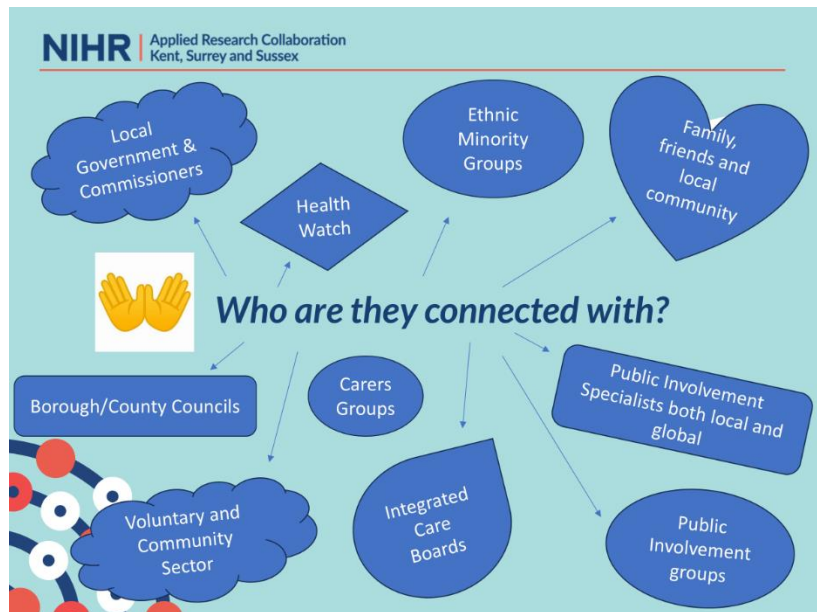 NIHR | Applied Research Collaboration
Kent, Surrey and Sussex
Local
Government &
Commissioners
Health
Watch
Ethnic
Minority
Groups
Family,
friends and
local
community
Who are they connected with?
Borough/County Councils
Carers
Groups
Public Involvement
Specialists both local and
global
Voluntary and
Community
Sector
Integrated
Care
Boards
Public
Involvement
groups